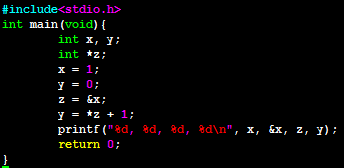 #include<stdio.h>
int main(void){
int x, y;
int *z;
x = 1;
y = 0;
z = &x;
y = *z + 1;
printf("%d, %d, %d, %d\n", x, &x, z, y);
return 0;
}